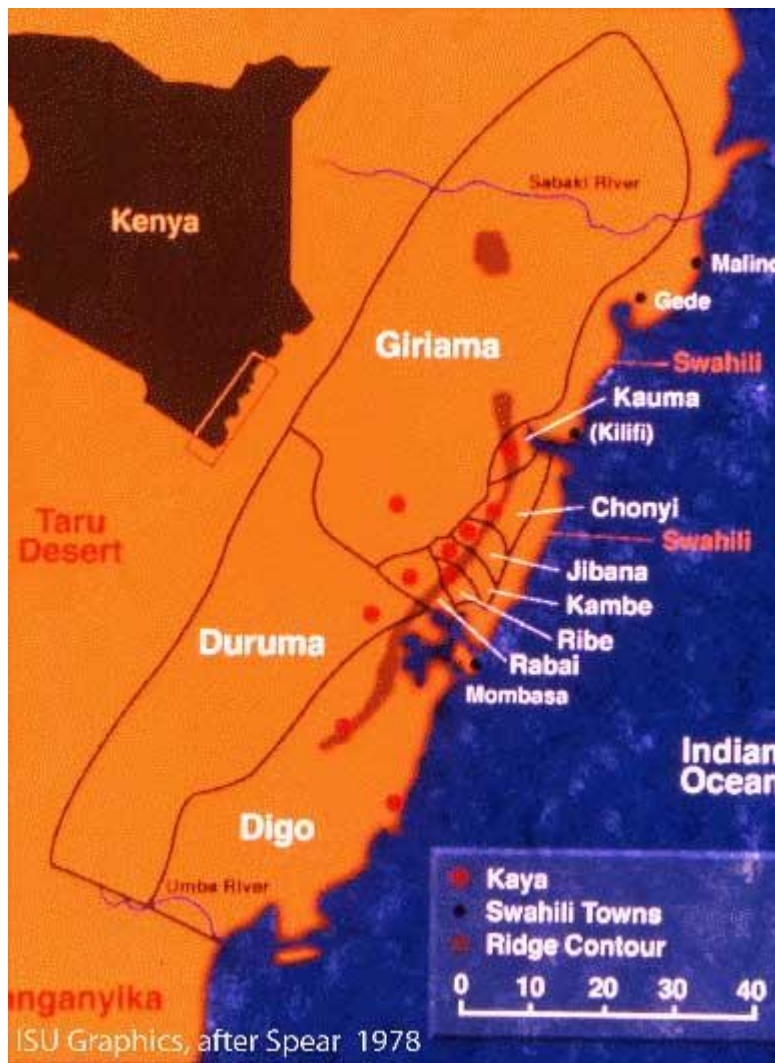 Sabaki River
Kenya
Malind
Gede
Giriama
Swahili
Kauma
(Kilifi)
Chonyi
Taru
Desert
Swahili
Jibana
Kambe
Duruma
Ribe
Rabai
Mombasa
Indian
Ocean
Digo
Umba River
Kaya
Swahili Towns
Ridge Contour
0 10 20 30 40
anganyika
ISU Graphics, after Spear 1978